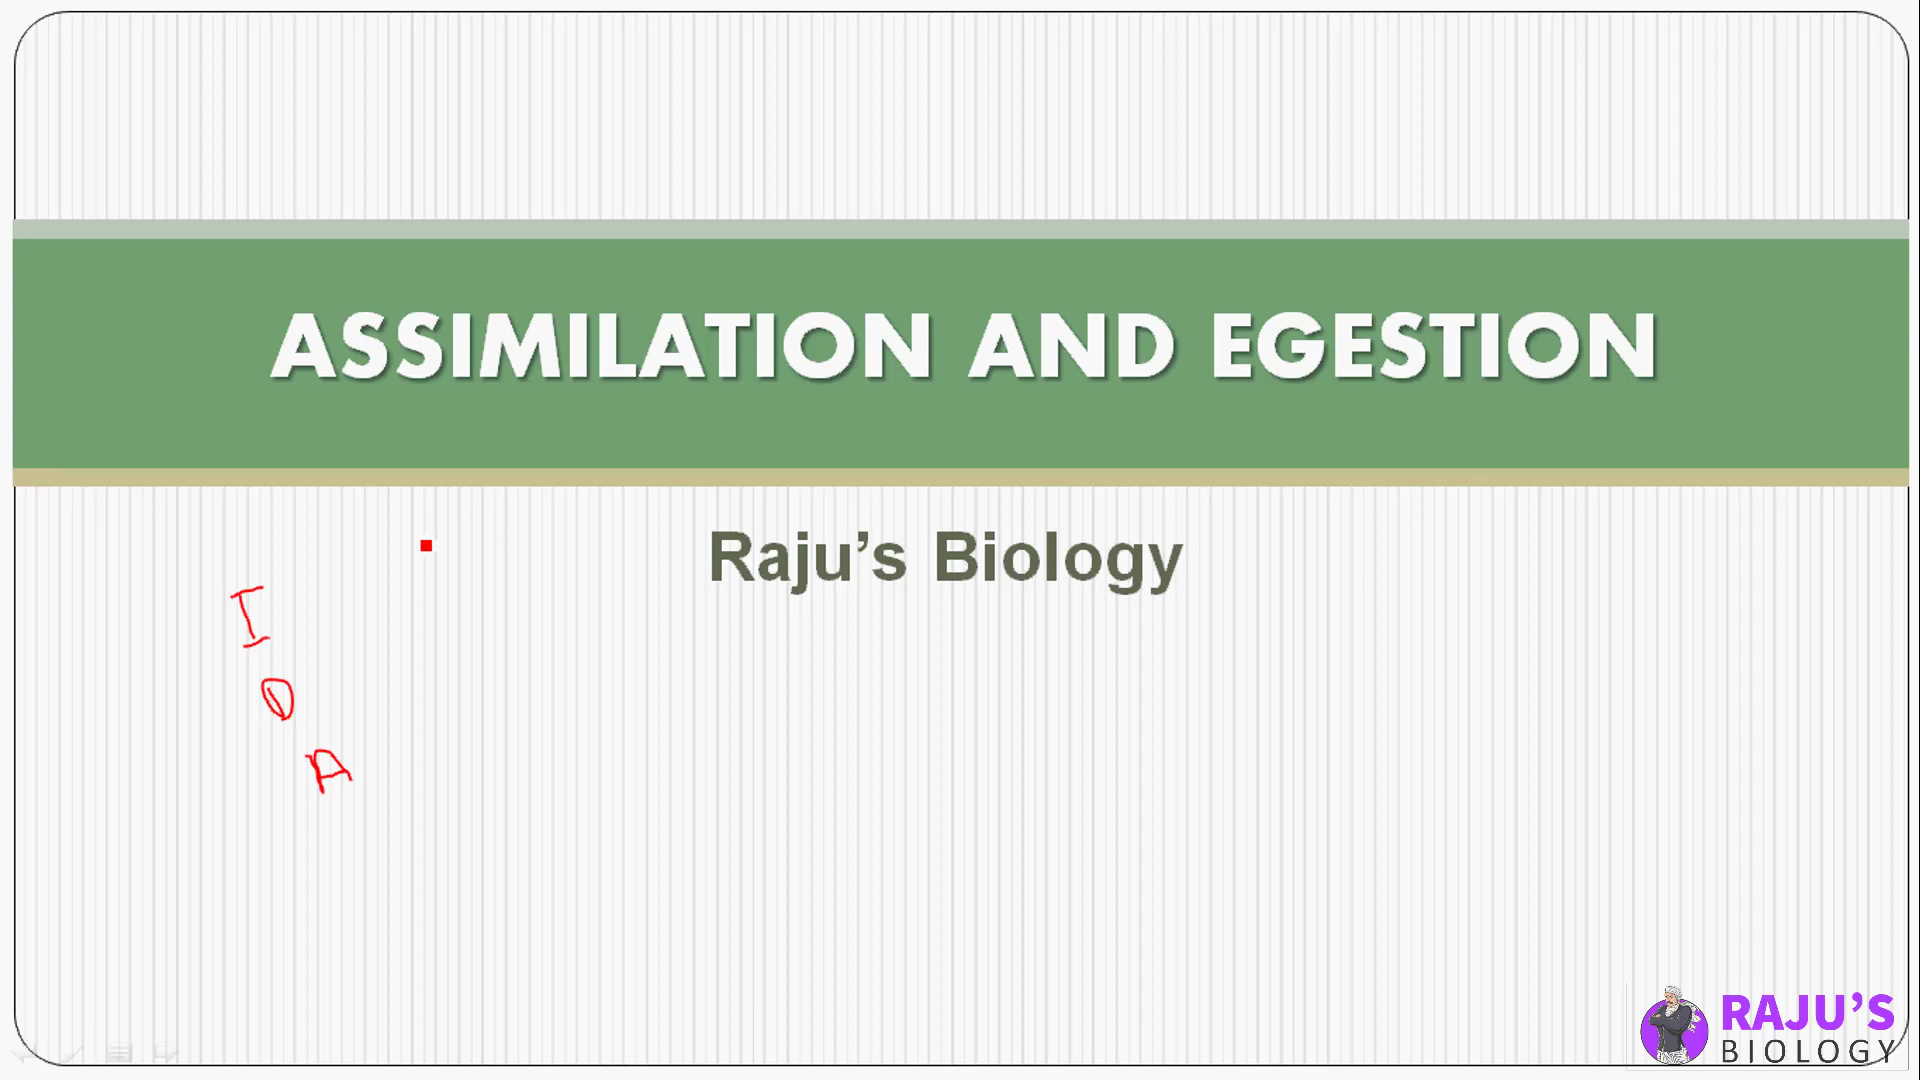 ASSIMILATION AND EGESTION
Raju's Biology
I
D
A
RAJU'S
BIOLOGY